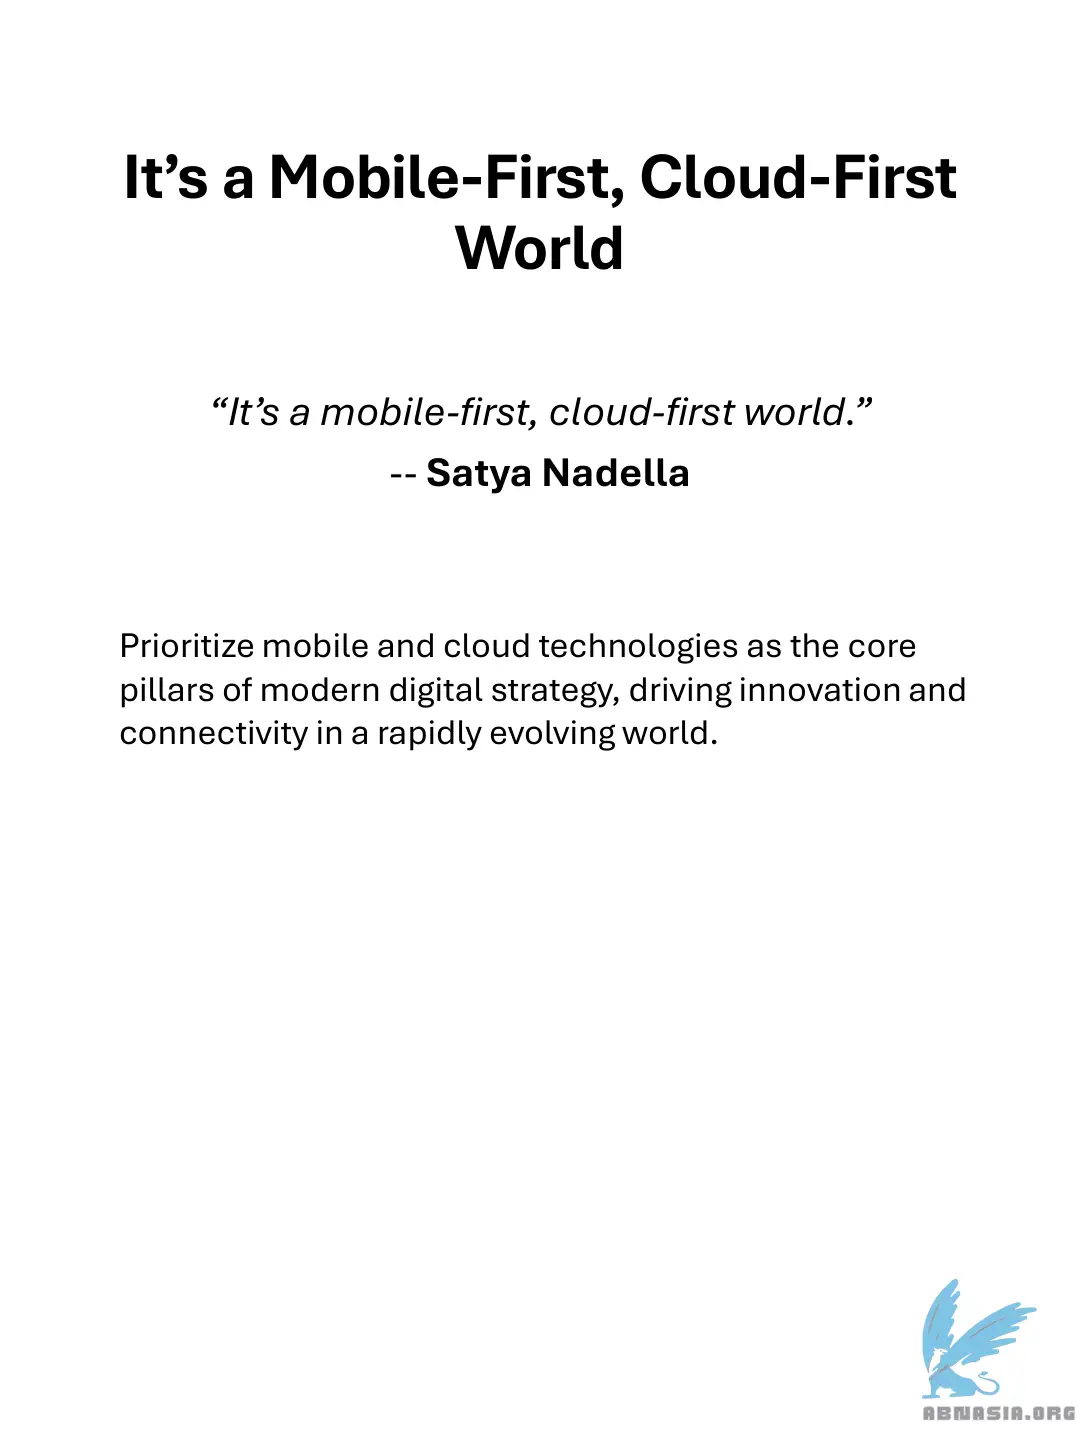 It’s a Mobile-First, Cloud-First
World
“It’s a mobile-first, cloud-first world.”
-- Satya Nadella
Prioritize mobile and cloud technologies as the core
pillars of modern digital strategy, driving innovation and
connectivity in a rapidly evolving world.
ABNASIA.ORG